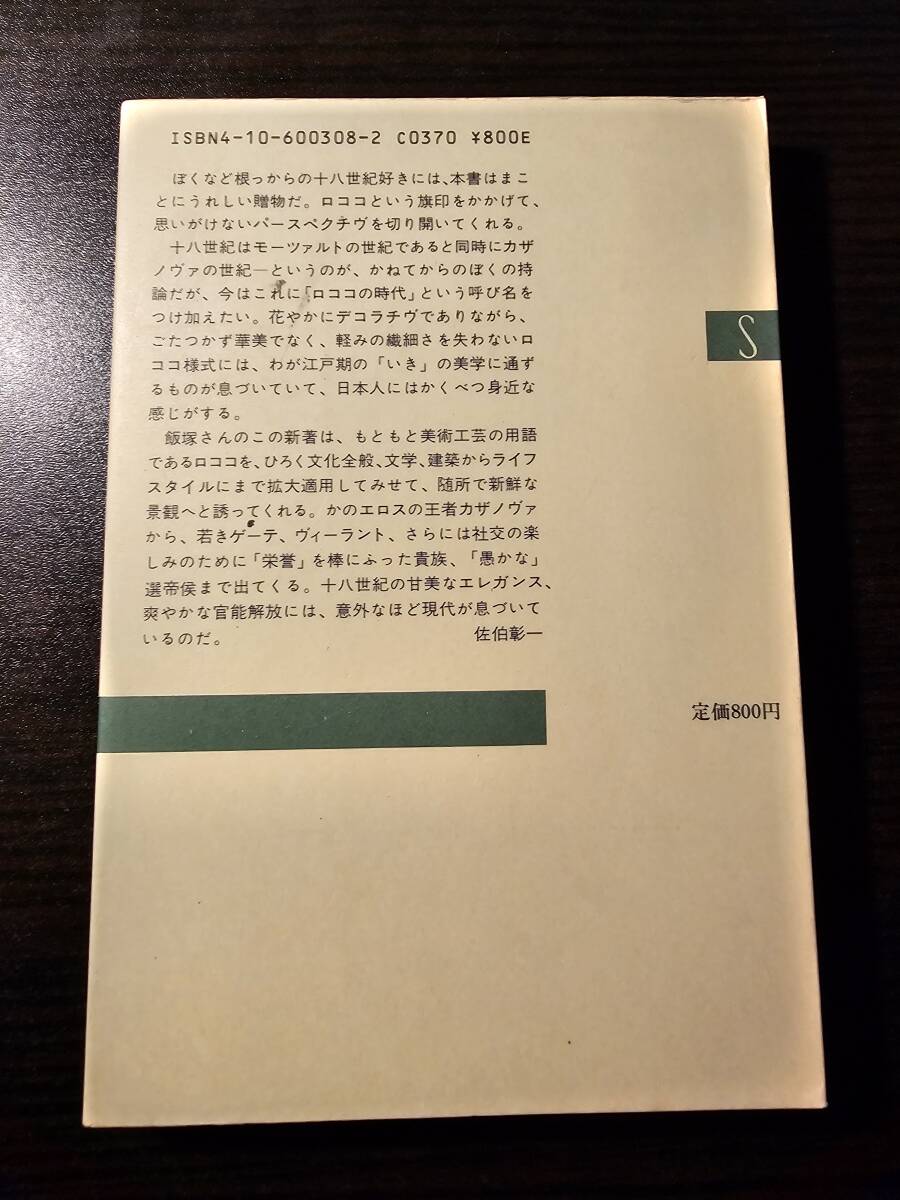 ISBN4-10-600308-2 C0370 ¥800E
ぼくなど根っからの十八世紀好きには、本書はまこ
とにうれしい贈物だ。ロココという旗印をかかげて、
思いがけないパースペクチヴを切り開いてくれる。
十八世紀はモーツァルトの世紀であると同時にカザ
ノヴァの世紀―というのが、かねてからのぼくの持
論だが、今はこれに「ロココの時代」という呼び名を
つけ加えたい。花やかにデコラチヴでありながら、
ごたつかず華美でなく、軽みの繊細さを失わないロ
ココ様式には、わが江戸期の「いき」の美学に通ず
るものが息づいていて、日本人にはかくべつ身近な
感じがする。
飯塚さんのこの新著は、もともと美術工芸の用語
であるロココを、ひろく文化全般、文学、建築からライフ
スタイルにまで拡大適用してみせて、随所で新鮮な
景観へと誘ってくれる。かのエロスの王者カザノヴァ
から、若きゲーテ、ヴィーラント、さらには社交の楽
しみのために「栄誉」を棒にふった貴族、「愚かな」
選帝侯まで出てくる。十八世紀の甘美なエレガンス、
爽やかな官能解放には、意外なほど現代が息づいて
いるのだ。 佐伯彰一
S
定価800円